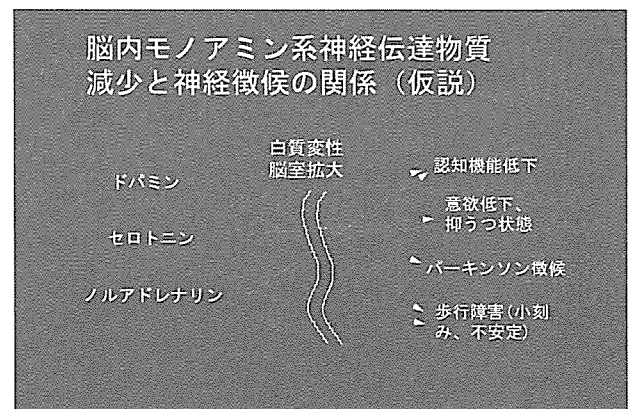 脳内モノアミン系神経伝達物質
減少と神経徴候の関係（仮説）
白質変性
脳室拡大
ドパミン
セロトニン
ノルアドレナリン
認知機能低下
意欲低下、
抑うつ状態
パーキンソン徴候
歩行障害(小刻
み、不安定)